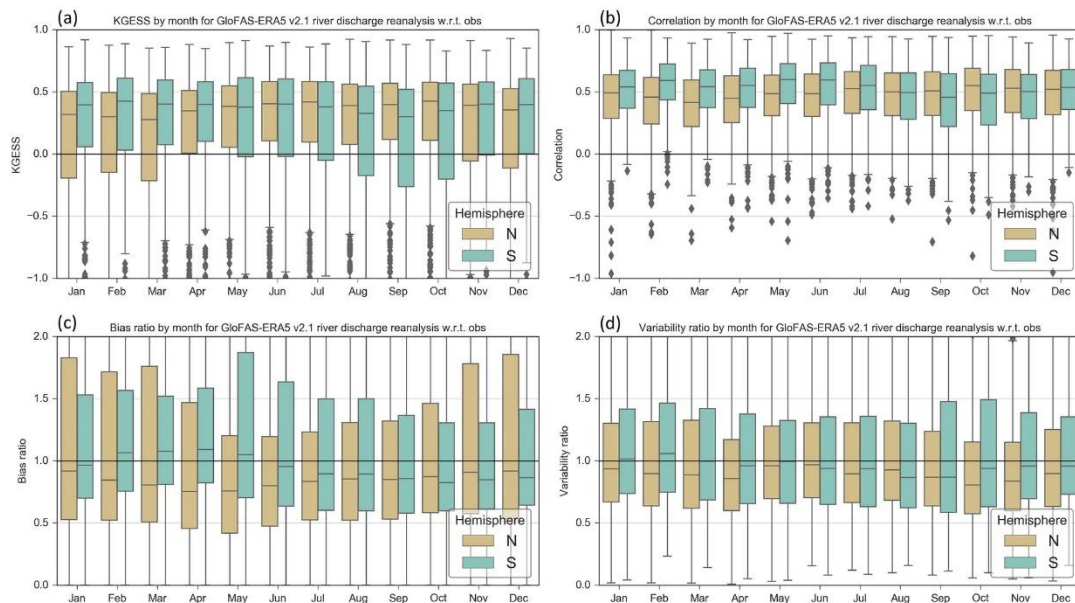 (a) KGESS by month for GloFAS-ERA5 v2.1 river discharge reanalysis w.r.t. obs
1.0
0.5
0.0
−0.5
−1.0
KGESS
Hemisphere
N
S
Jan Feb Mar Apr May Jun Jul Aug Sep Oct Nov Dec
(b) Correlation by month for GloFAS-ERA5 v2.1 river discharge reanalysis w.r.t. obs
1.0
0.5
0.0
−0.5
−1.0
Correlation
Hemisphere
N
S
Jan Feb Mar Apr May Jun Jul Aug Sep Oct Nov Dec
(c) Bias ratio by month for GloFAS-ERA5 v2.1 river discharge reanalysis w.r.t. obs
2.0
1.5
1.0
0.5
0.0
Bias ratio
Hemisphere
N
S
Jan Feb Mar Apr May Jun Jul Aug Sep Oct Nov Dec
(d) Variability ratio by month for GloFAS-ERA5 v2.1 river discharge reanalysis w.r.t. obs
2.0
1.5
1.0
0.5
0.0
Variability ratio
Hemisphere
N
S
Jan Feb Mar Apr May Jun Jul Aug Sep Oct Nov Dec